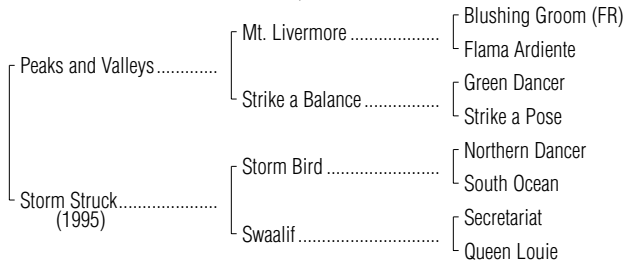 Blushing Groom (FR)
Mt. Livermore ...................
Flama Ardiente
Peaks and Valleys.............
Green Dancer
Strike a Balance ................
Strike a Pose
Northern Dancer
Storm Bird ........................
South Ocean
Storm Struck.....................
(1995)
Secretariat
Swaalif ..............................
Queen Louie